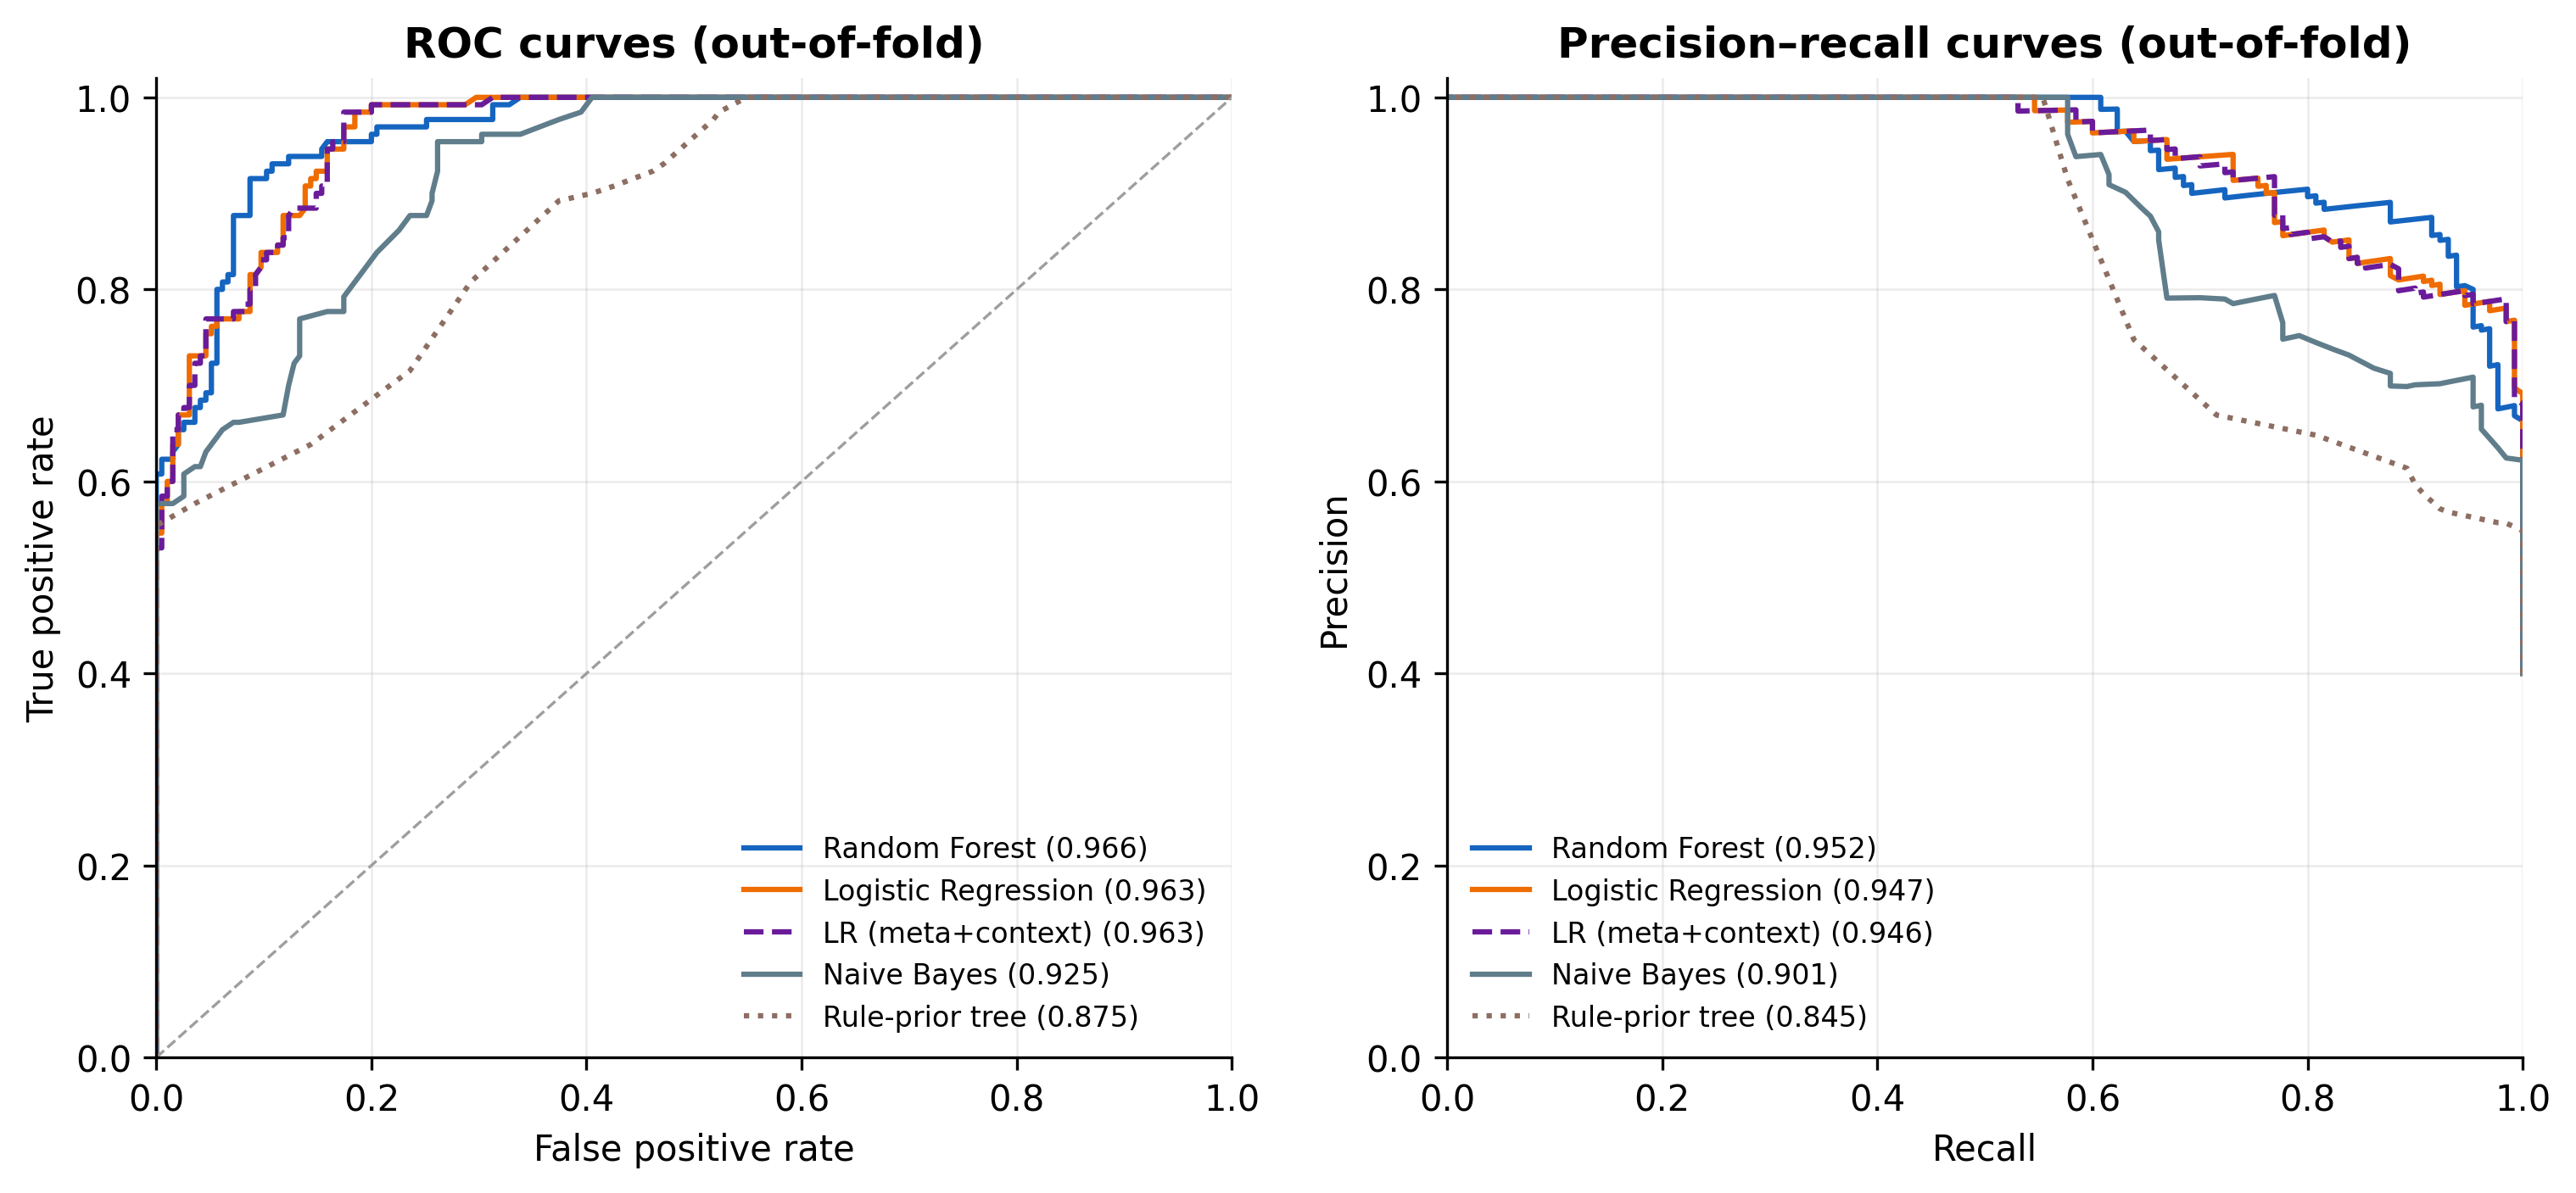 ROC curves (out-of-fold)
True positive rate
1.0
0.8
0.6
0.4
0.2
0.0
0.0 0.2 0.4 0.6 0.8 1.0
False positive rate
Random Forest (0.966)
Logistic Regression (0.963)
LR (meta+context) (0.963)
Naive Bayes (0.925)
Rule-prior tree (0.875)
Precision–recall curves (out-of-fold)
Precision
1.0
0.8
0.6
0.4
0.2
0.0
0.0 0.2 0.4 0.6 0.8 1.0
Recall
Random Forest (0.952)
Logistic Regression (0.947)
LR (meta+context) (0.946)
Naive Bayes (0.901)
Rule-prior tree (0.845)